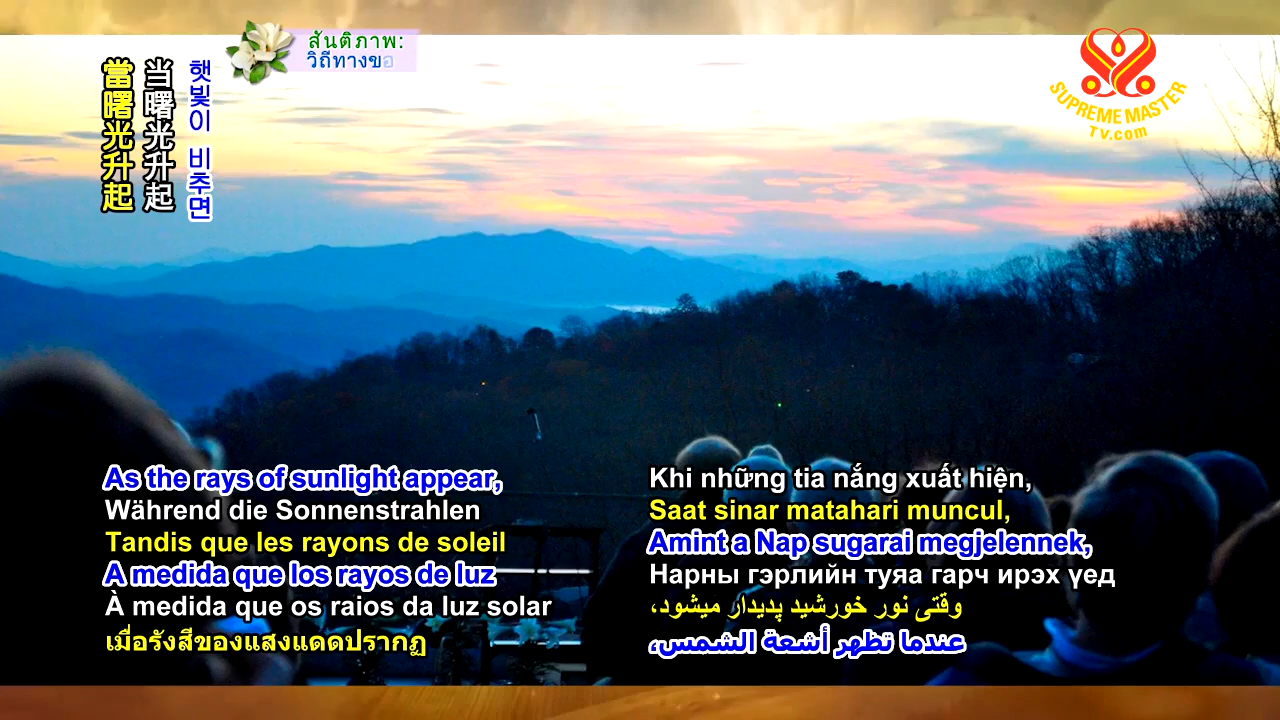 สันติภาพ:
วิถีทางขอ
SUPREME MASTER
TV.com
當曙光升起
当曙光升起
햇빛이 비추면
As the rays of sunlight appear,
Während die Sonnenstrahlen
Tandis que les rayons de soleil
A medida que los rayos de luz
À medida que os raios da luz solar
เมื่อรังสีของแสงแดดปรากฏ
Khi những tia nắng xuất hiện,
Saat sinar matahari muncul,
Amint a Nap sugarai megjelennek,
Нарны гэрлийн туяа гарч ирэх үед
وقتی نور خورشید پدیدار میشود،
عندما تظهر أشعة الشمس،